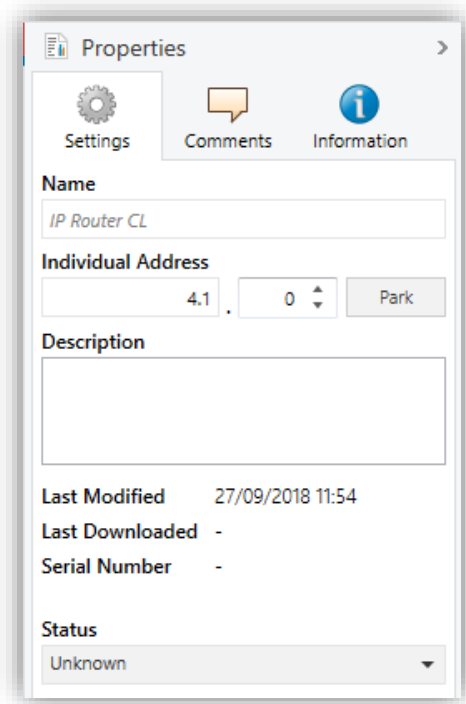 Properties
Settings Comments Information
Name
IP Router CL
Individual Address
4.1 . 0 Park
Description
Last Modified 27/09/2018 11:54
Last Downloaded -
Serial Number -
Status
Unknown